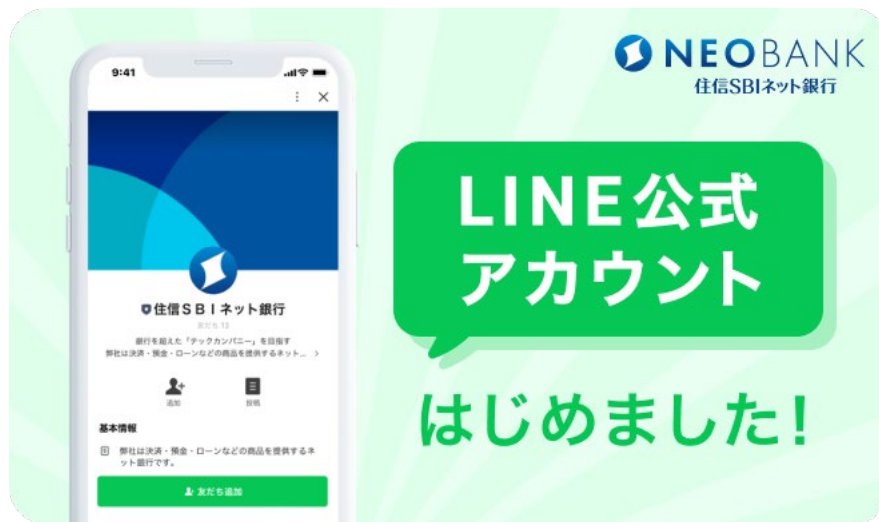 9:41
NEOBANK
住信SBIネット銀行
LINE公式
アカウント
はじめました!
住信SBIネット銀行
友だち 12
銀行を超えた「テックカンパニー」を目指す
弊社は決済・預金・ローンなどの商品を提供するネット...
追加
投稿
基本情報
弊社は決済・預金・ローンなどの商品を提供するネ
ット銀行です。
友だち追加